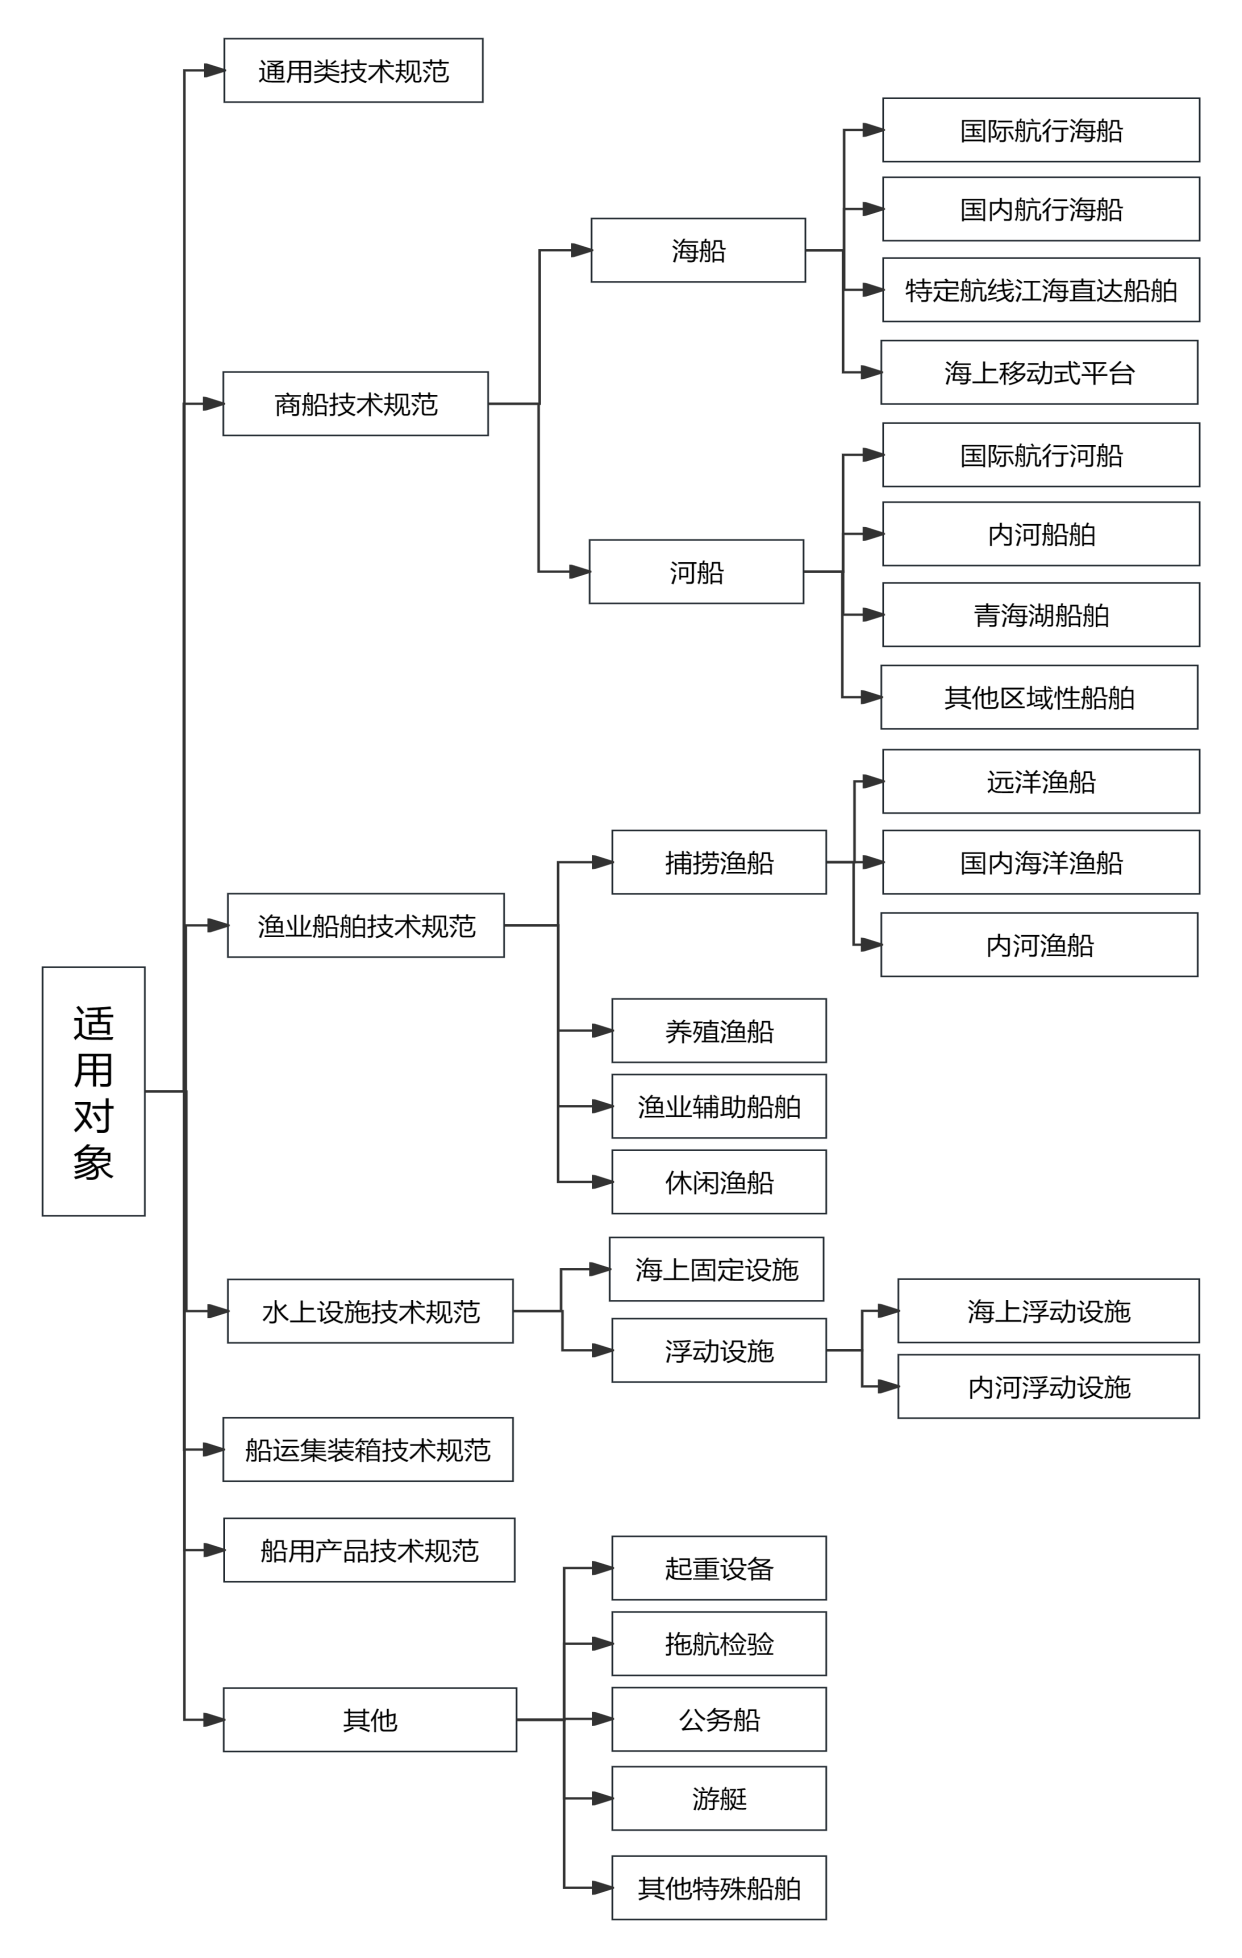 通用类技术规范
国际航行海船
国内航行海船
海船
特定航线江海直达船舶
海上移动式平台
商船技术规范
国际航行河船
内河船舶
河船
青海湖船舶
其他区域性船舶
远洋渔船
捕捞渔船
国内海洋渔船
渔业船舶技术规范
内河渔船
适
用
对
象
养殖渔船
渔业辅助船舶
休闲渔船
海上固定设施
水上设施技术规范
海上浮动设施
浮动设施
内河浮动设施
船运集装箱技术规范
船用产品技术规范
起重设备
拖航检验
其他
公务船
游艇
其他特殊船舶